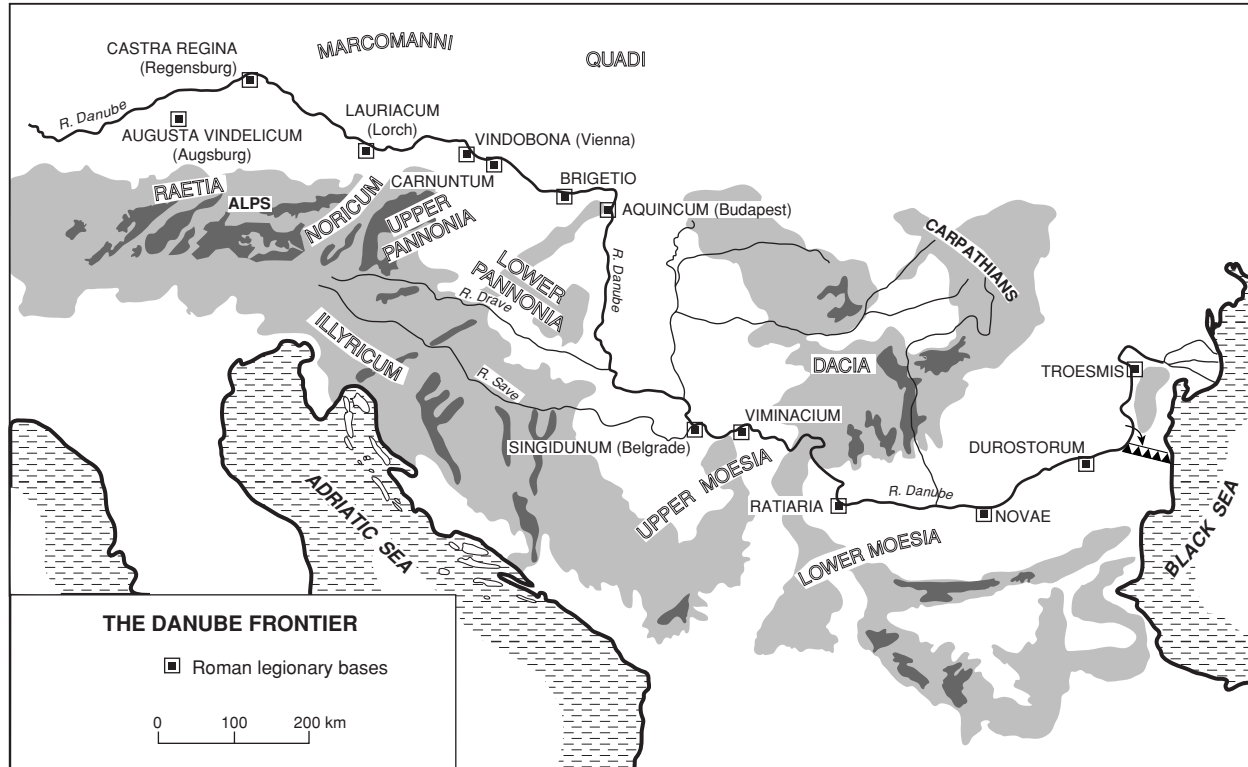 MARCOMANNI
QUADI
CASTRA REGINA
(Regensburg)
R. Danube
AUGUSTA VINDELICUM
(Augsburg)
LAURIACUM
(Lorch)
VINDOBONA (Vienna)
CARNUNTUM
BRIGETIO
AQUINCUM (Budapest)
RAETIA
ALPS
NORICUM
UPPER
PANNONIA
LOWER
PANNONIA
R. Danube
R. Drave
CARPATHIANS
ILLYRICUM
R. Save
DACIA
TROESMIS
SINGIDUNUM (Belgrade)
VIMINACIUM
DUROSTORUM
UPPER MOESIA
RATIARIA
R. Danube
NOVAE
LOWER MOESIA
ADRIATIC SEA
BLACK SEA
THE DANUBE FRONTIER
Roman legionary bases
0 100 200 km